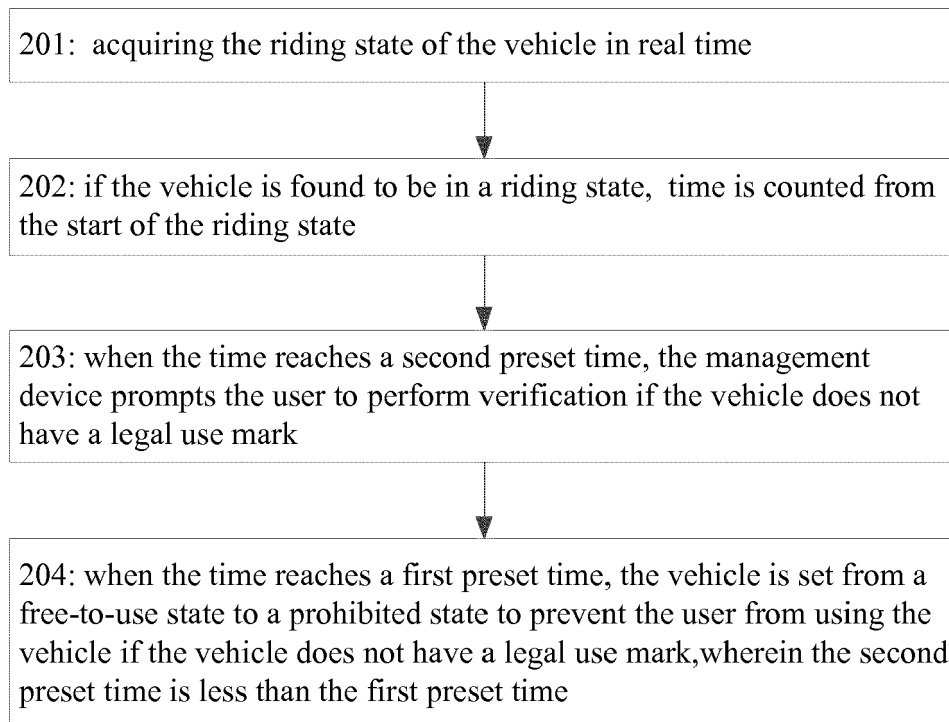 201:  acquiring the riding state of the vehicle in real time
202: if the vehicle is found to be in a riding state,  time is counted from
the start of the riding state
203: when the time reaches a second preset time, the management
device prompts the user to perform verification if the vehicle does not
have a legal use mark
204: when the time reaches a first preset time, the vehicle is set from a
free-to-use state to a prohibited state to prevent the user from using the
vehicle if the vehicle does not have a legal use mark,wherein the second
preset time is less than the first preset time